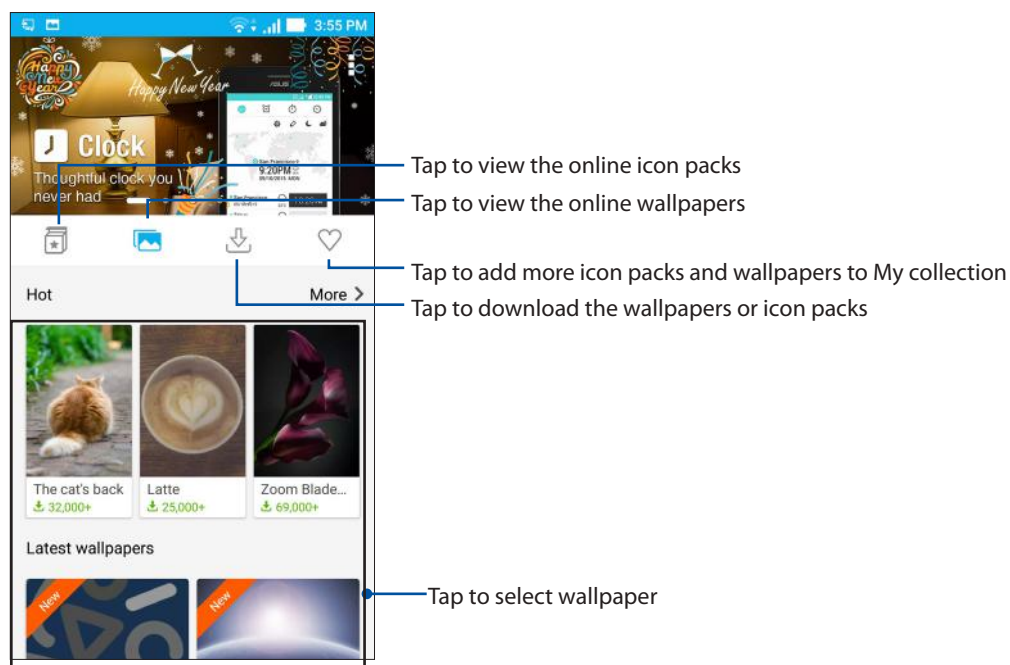 3:55 PM
Happy
New
Year
Happy New Year
ASUS
San Francisco
9:20PM
Clock
Thoughtful clock you
never had
Tap to view the online icon packs
Tap to view the online wallpapers
Tap to add more icon packs and wallpapers to My collection
Tap to download the wallpapers or icon packs
Hot
More
The cat's back
32,000+
Latte
25,000+
Zoom Blade...
69,000+
Latest wallpapers
New
New
Tap to select wallpaper